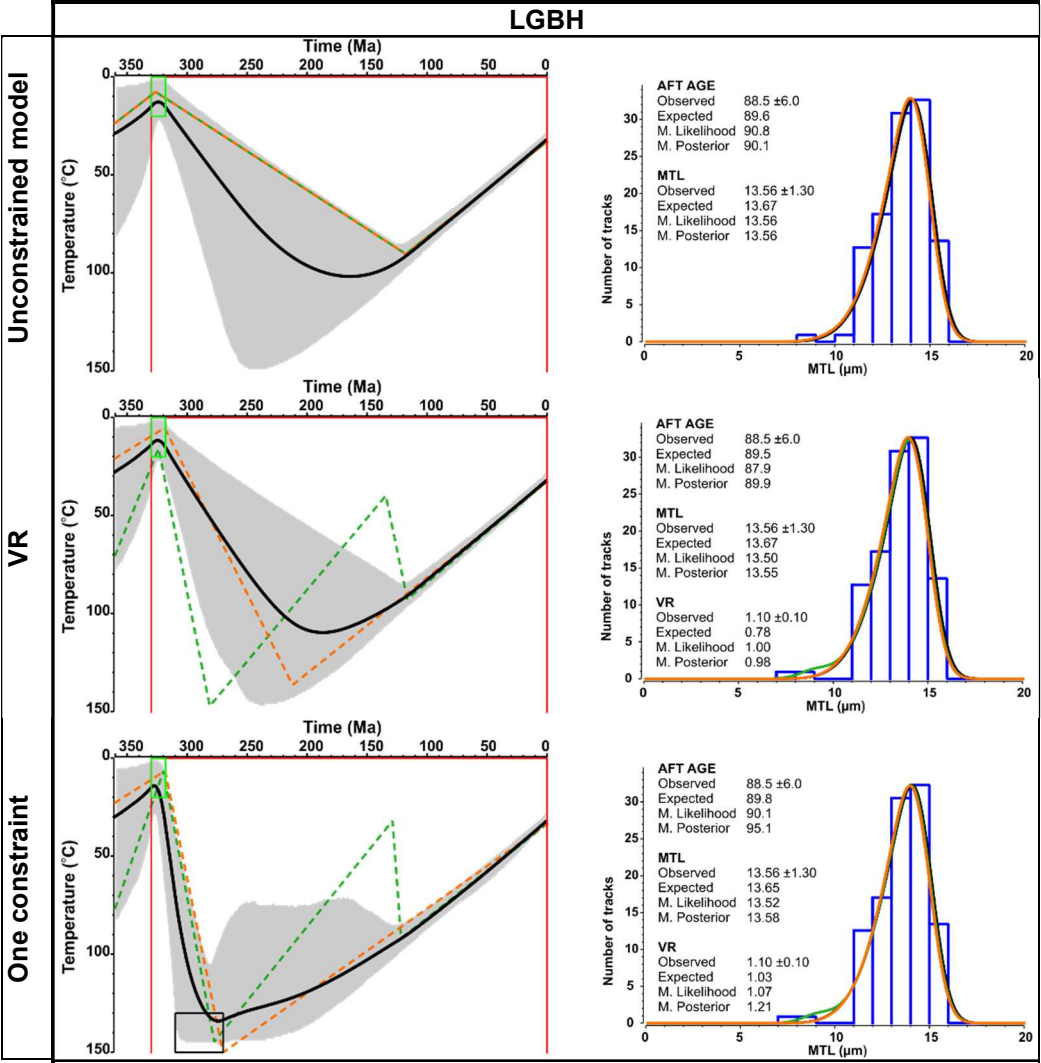 LGBH
Unconstrained model
Time (Ma)
350 300 250 200 150 100 50 0
Temperature (°C)
0
50
100
150
AFT AGE
Observed 88.5 ±6.0
Expected 89.6
M. Likelihood 90.8
M. Posterior 90.1
MTL
Observed 13.56 ±1.30
Expected 13.67
M. Likelihood 13.56
M. Posterior 13.56
Number of tracks
30
25
20
15
10
5
0
0 5 10 15 20
MTL (µm)
VR
Time (Ma)
350 300 250 200 150 100 50 0
Temperature (°C)
0
50
100
150
AFT AGE
Observed 88.5 ±6.0
Expected 89.5
M. Likelihood 87.9
M. Posterior 89.9
MTL
Observed 13.56 ±1.30
Expected 13.67
M. Likelihood 13.50
M. Posterior 13.55
VR
Observed 1.10 ±0.10
Expected 0.78
M. Likelihood 1.00
M. Posterior 0.98
Number of tracks
30
25
20
15
10
5
0
0 5 10 15 20
MTL (µm)
One constraint
Time (Ma)
350 300 250 200 150 100 50 0
Temperature (°C)
0
50
100
150
AFT AGE
Observed 88.5 ±6.0
Expected 89.8
M. Likelihood 90.1
M. Posterior 95.1
MTL
Observed 13.56 ±1.30
Expected 13.65
M. Likelihood 13.52
M. Posterior 13.58
VR
Observed 1.10 ±0.10
Expected 1.03
M. Likelihood 1.07
M. Posterior 1.21
Number of tracks
30
25
20
15
10
5
0
0 5 10 15 20
MTL (µm)